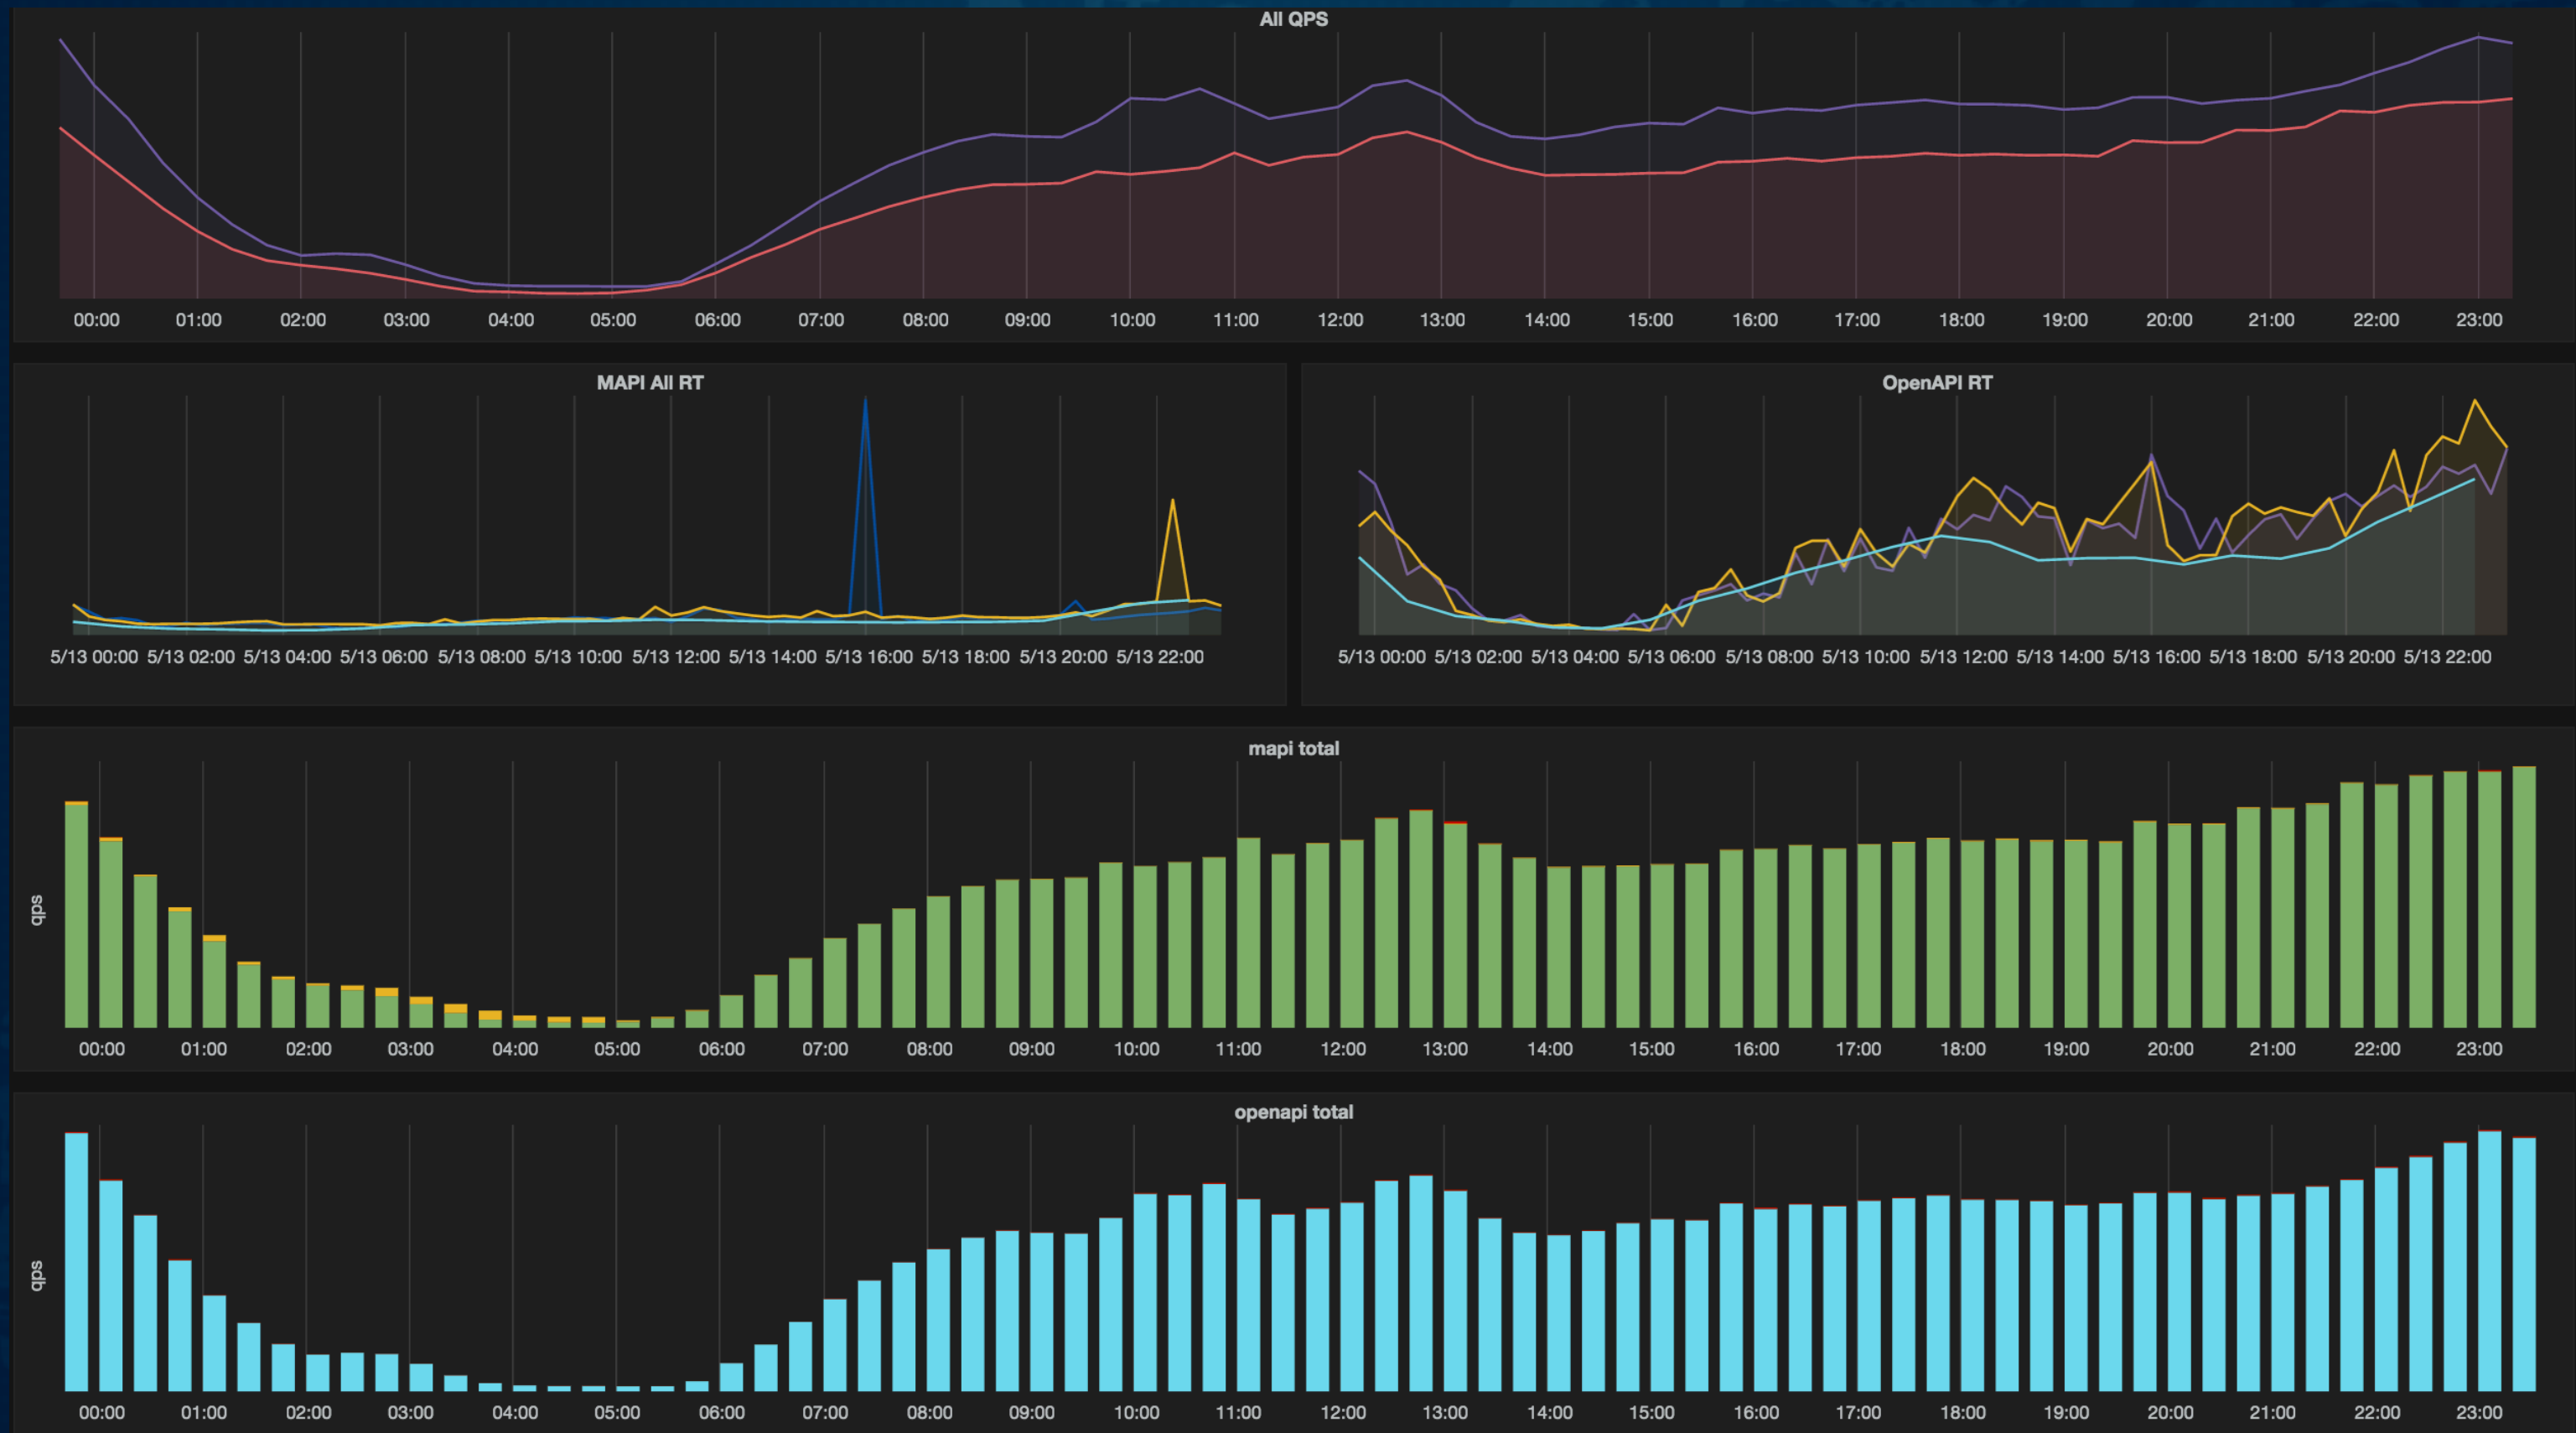 All QPS
00:00 01:00 02:00 03:00 04:00 05:00 06:00 07:00 08:00 09:00 10:00 11:00 12:00 13:00 14:00 15:00 16:00 17:00 18:00 19:00 20:00 21:00 22:00 23:00
MAPI All RT
5/13 00:00 5/13 02:00 5/13 04:00 5/13 06:00 5/13 08:00 5/13 10:00 5/13 12:00 5/13 14:00 5/13 16:00 5/13 18:00 5/13 20:00 5/13 22:00
OpenAPI RT
5/13 00:00 5/13 02:00 5/13 04:00 5/13 06:00 5/13 08:00 5/13 10:00 5/13 12:00 5/13 14:00 5/13 16:00 5/13 18:00 5/13 20:00 5/13 22:00
mapi total
qps
00:00 01:00 02:00 03:00 04:00 05:00 06:00 07:00 08:00 09:00 10:00 11:00 12:00 13:00 14:00 15:00 16:00 17:00 18:00 19:00 20:00 21:00 22:00 23:00
openapi total
qps
00:00 01:00 02:00 03:00 04:00 05:00 06:00 07:00 08:00 09:00 10:00 11:00 12:00 13:00 14:00 15:00 16:00 17:00 18:00 19:00 20:00 21:00 22:00 23:00